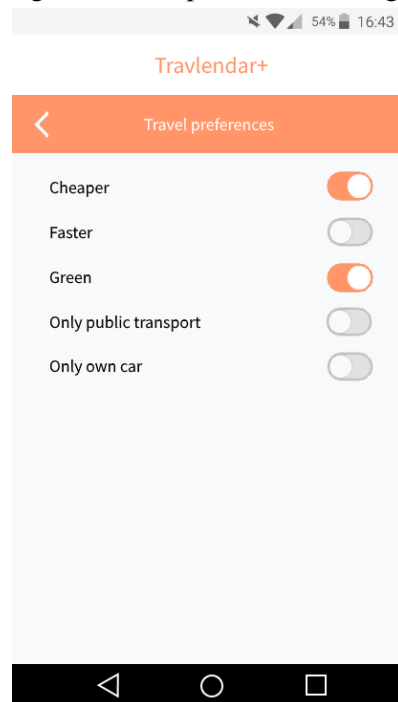 54% 16:43
Travlendar+
Travel preferences
Cheaper
Faster
Green
Only public transport
Only own car